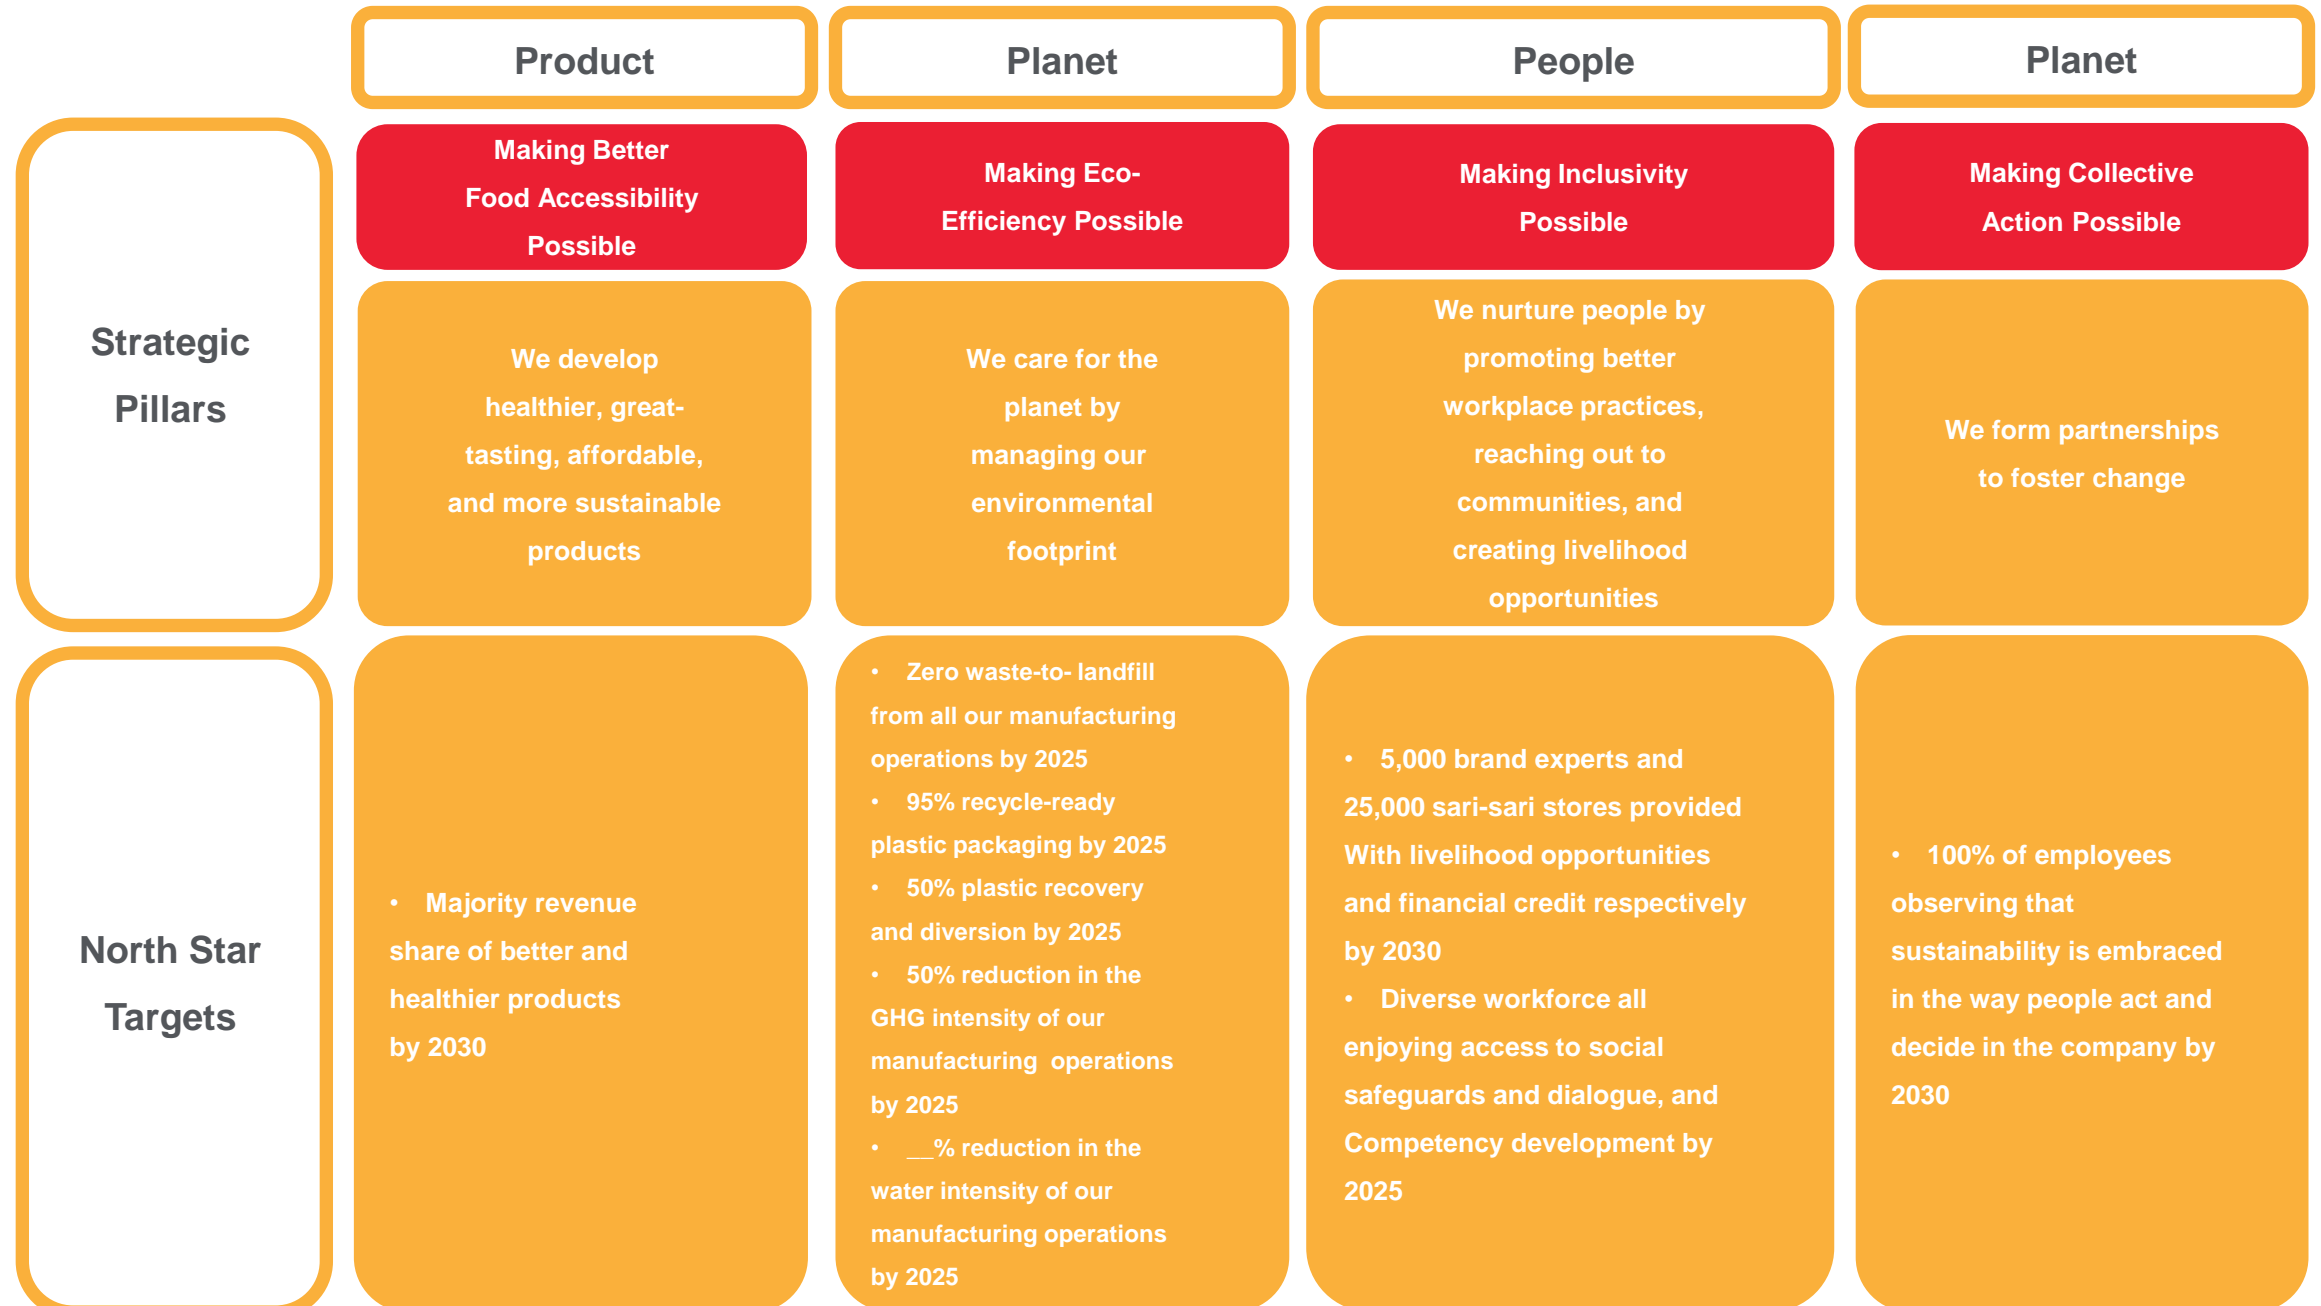 Product
Planet
People
Planet
Strategic
Pillars
Making Better
Food Accessibility
Possible
Making Eco-
Efficiency Possible
Making Inclusivity
Possible
Making Collective
Action Possible
We develop
healthier, great-
tasting, affordable,
and more sustainable
products
We care for the
planet by
managing our
environmental
footprint
We nurture people by
promoting better
workplace practices,
reaching out to
communities, and
creating livelihood
opportunities
We form partnerships
to foster change
North Star
Targets
• Majority revenue
share of better and
healthier products
by 2030
• Zero waste-to- landfill
from all our manufacturing
operations by 2025
• 95% recycle-ready
plastic packaging by 2025
• 50% plastic recovery
and diversion by 2025
• 50% reduction in the
GHG intensity of our
manufacturing  operations
by 2025
• __% reduction in the
water intensity of our
manufacturing operations
by 2025
• 5,000 brand experts and
25,000 sari-sari stores provided
With livelihood opportunities
and financial credit respectively
by 2030
• Diverse workforce all
enjoying access to social
safeguards and dialogue, and
Competency development by
2025
• 100% of employees
observing that
sustainability is embraced
in the way people act and
decide in the company by
2030